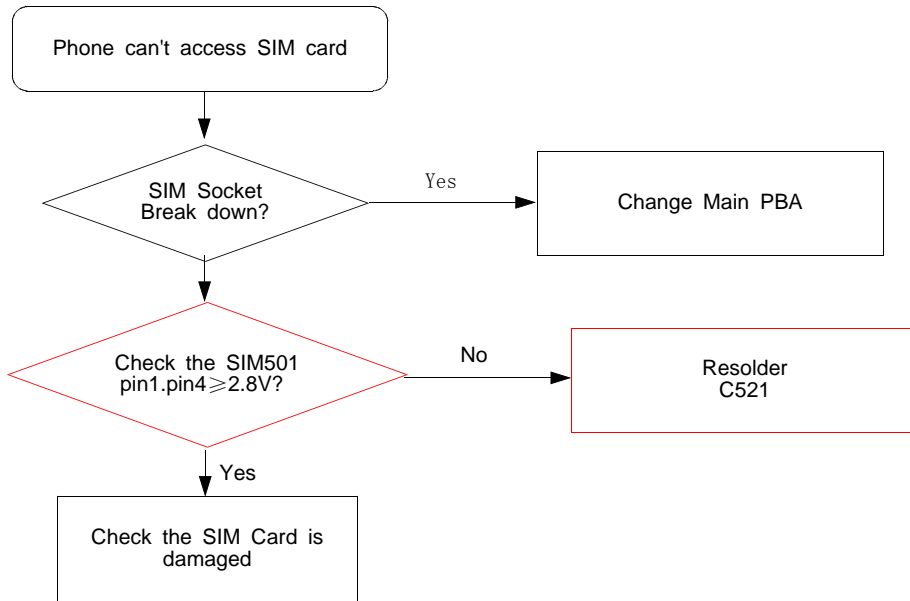 Phone can't access SIM card
SIM Socket
Break down?
Yes
Change Main PBA
Check the SIM501
pin1.pin4≥2.8V?
No
Resolder
C521
Yes
Check the SIM Card is
damaged